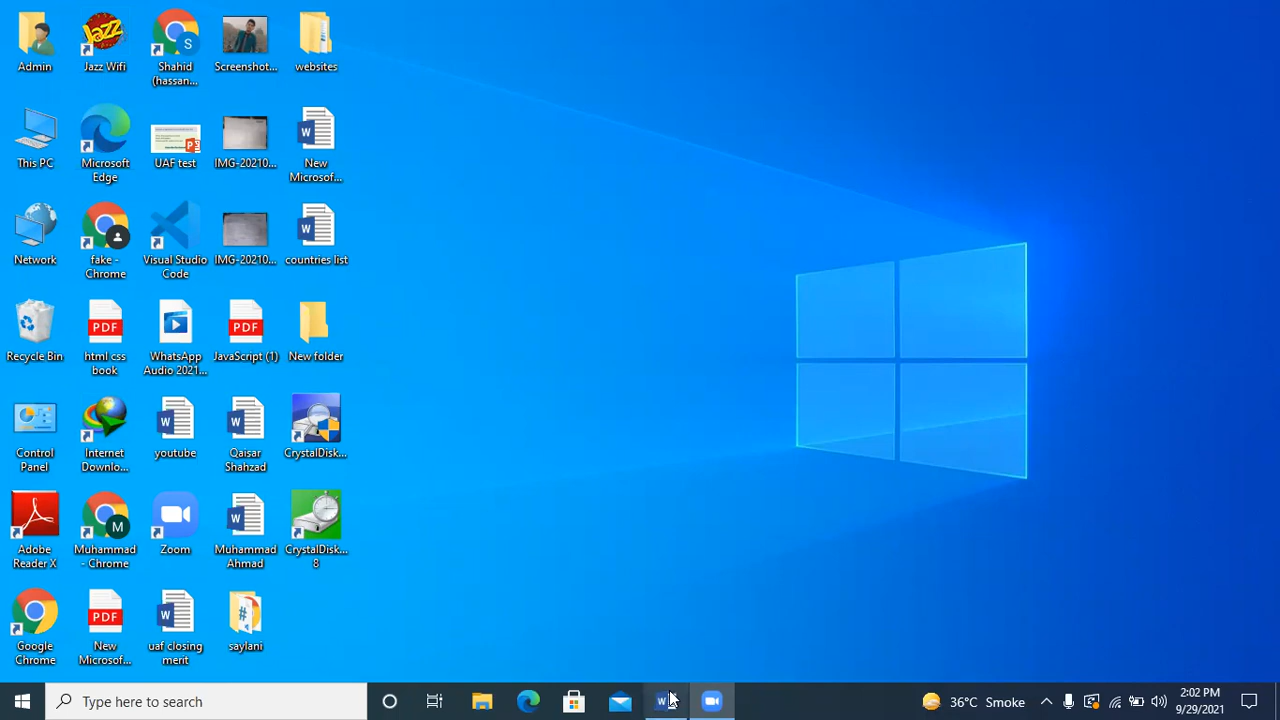 Admin
Jazz Wifi
Shahid
(hassan...
Screenshot...
websites
This PC
Microsoft
Edge
UAF test
IMG-20210...
New
Microsof...
Network
fake -
Chrome
Visual Studio
Code
IMG-20210...
countries list
Recycle Bin
html css
book
WhatsApp
Audio 2021...
JavaScript (1)
New folder
Control
Panel
Internet
Downlo...
youtube
Qaisar
Shahzad
CrystalDisk...
Adobe
Reader X
Muhammad
- Chrome
Zoom
Muhammad
Ahmad
CrystalDisk...
8
Google
Chrome
New
Microsof...
uaf closing
merit
saylani
Type here to search
36°C Smoke
2:02 PM
9/29/2021